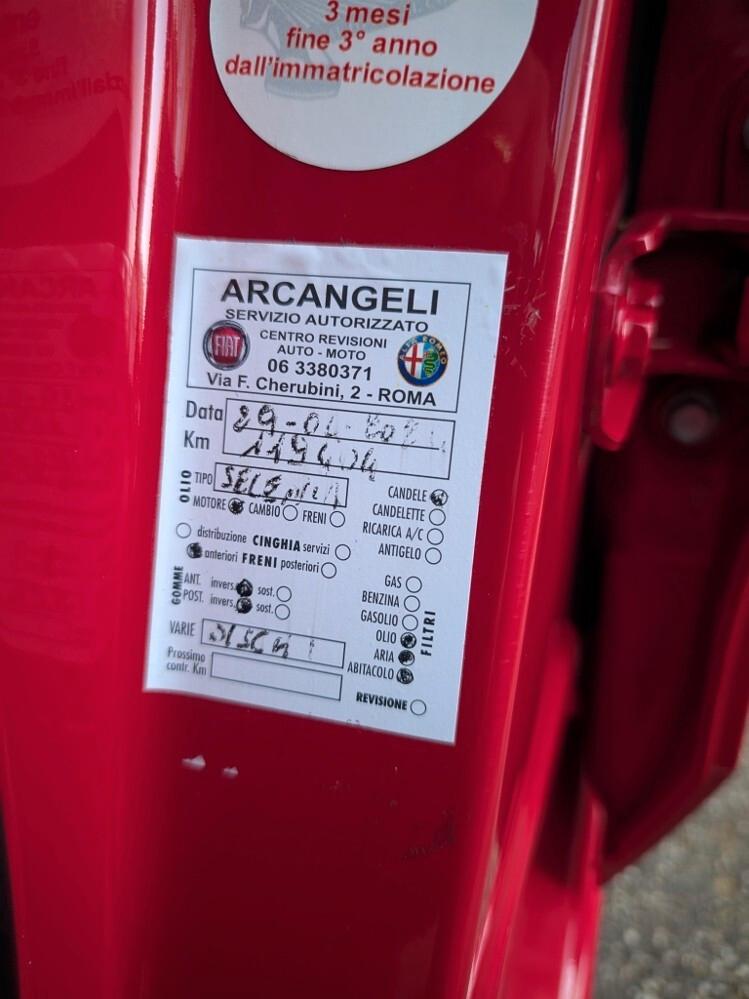 3 mesi
fine 3° anno
dall'immatricolazione
ARCANGELI
SERVIZIO AUTORIZZATO
FIAT
CENTRO REVISIONI
AUTO - MOTO
ALFA ROMEO
06 3380371
Via F. Cherubini, 2 - ROMA
Data
Km 119404
OLIO TIPO SELENIA
MOTORE CAMBIO FRENI
CANDELE
CANDELETTE
RICARICA A/C
ANTIGELO
distribuzione CINGHIA servizi
anteriori FRENI posteriori
GOMME
ANT. invers. sost.
POST. invers. sost.
GAS
BENZINA
GASOLIO
OLIO
ARIA
ABITACOLO
FILTRI
VARIE DISCHI
Prossimo
contr. Km
REVISIONE